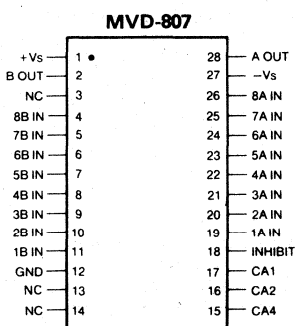 MVD-807
+Vs 1 28 A OUT
B OUT 2 27 –Vs
NC 3 26 8A IN
8B IN 4 25 7A IN
7B IN 5 24 6A IN
6B IN 6 23 5A IN
5B IN 7 22 4A IN
4B IN 8 21 3A IN
3B IN 9 20 2A IN
2B IN 10 19 1A IN
1B IN 11 18 INHIBIT
GND 12 17 CA1
NC 13 16 CA2
NC 14 15 CA4